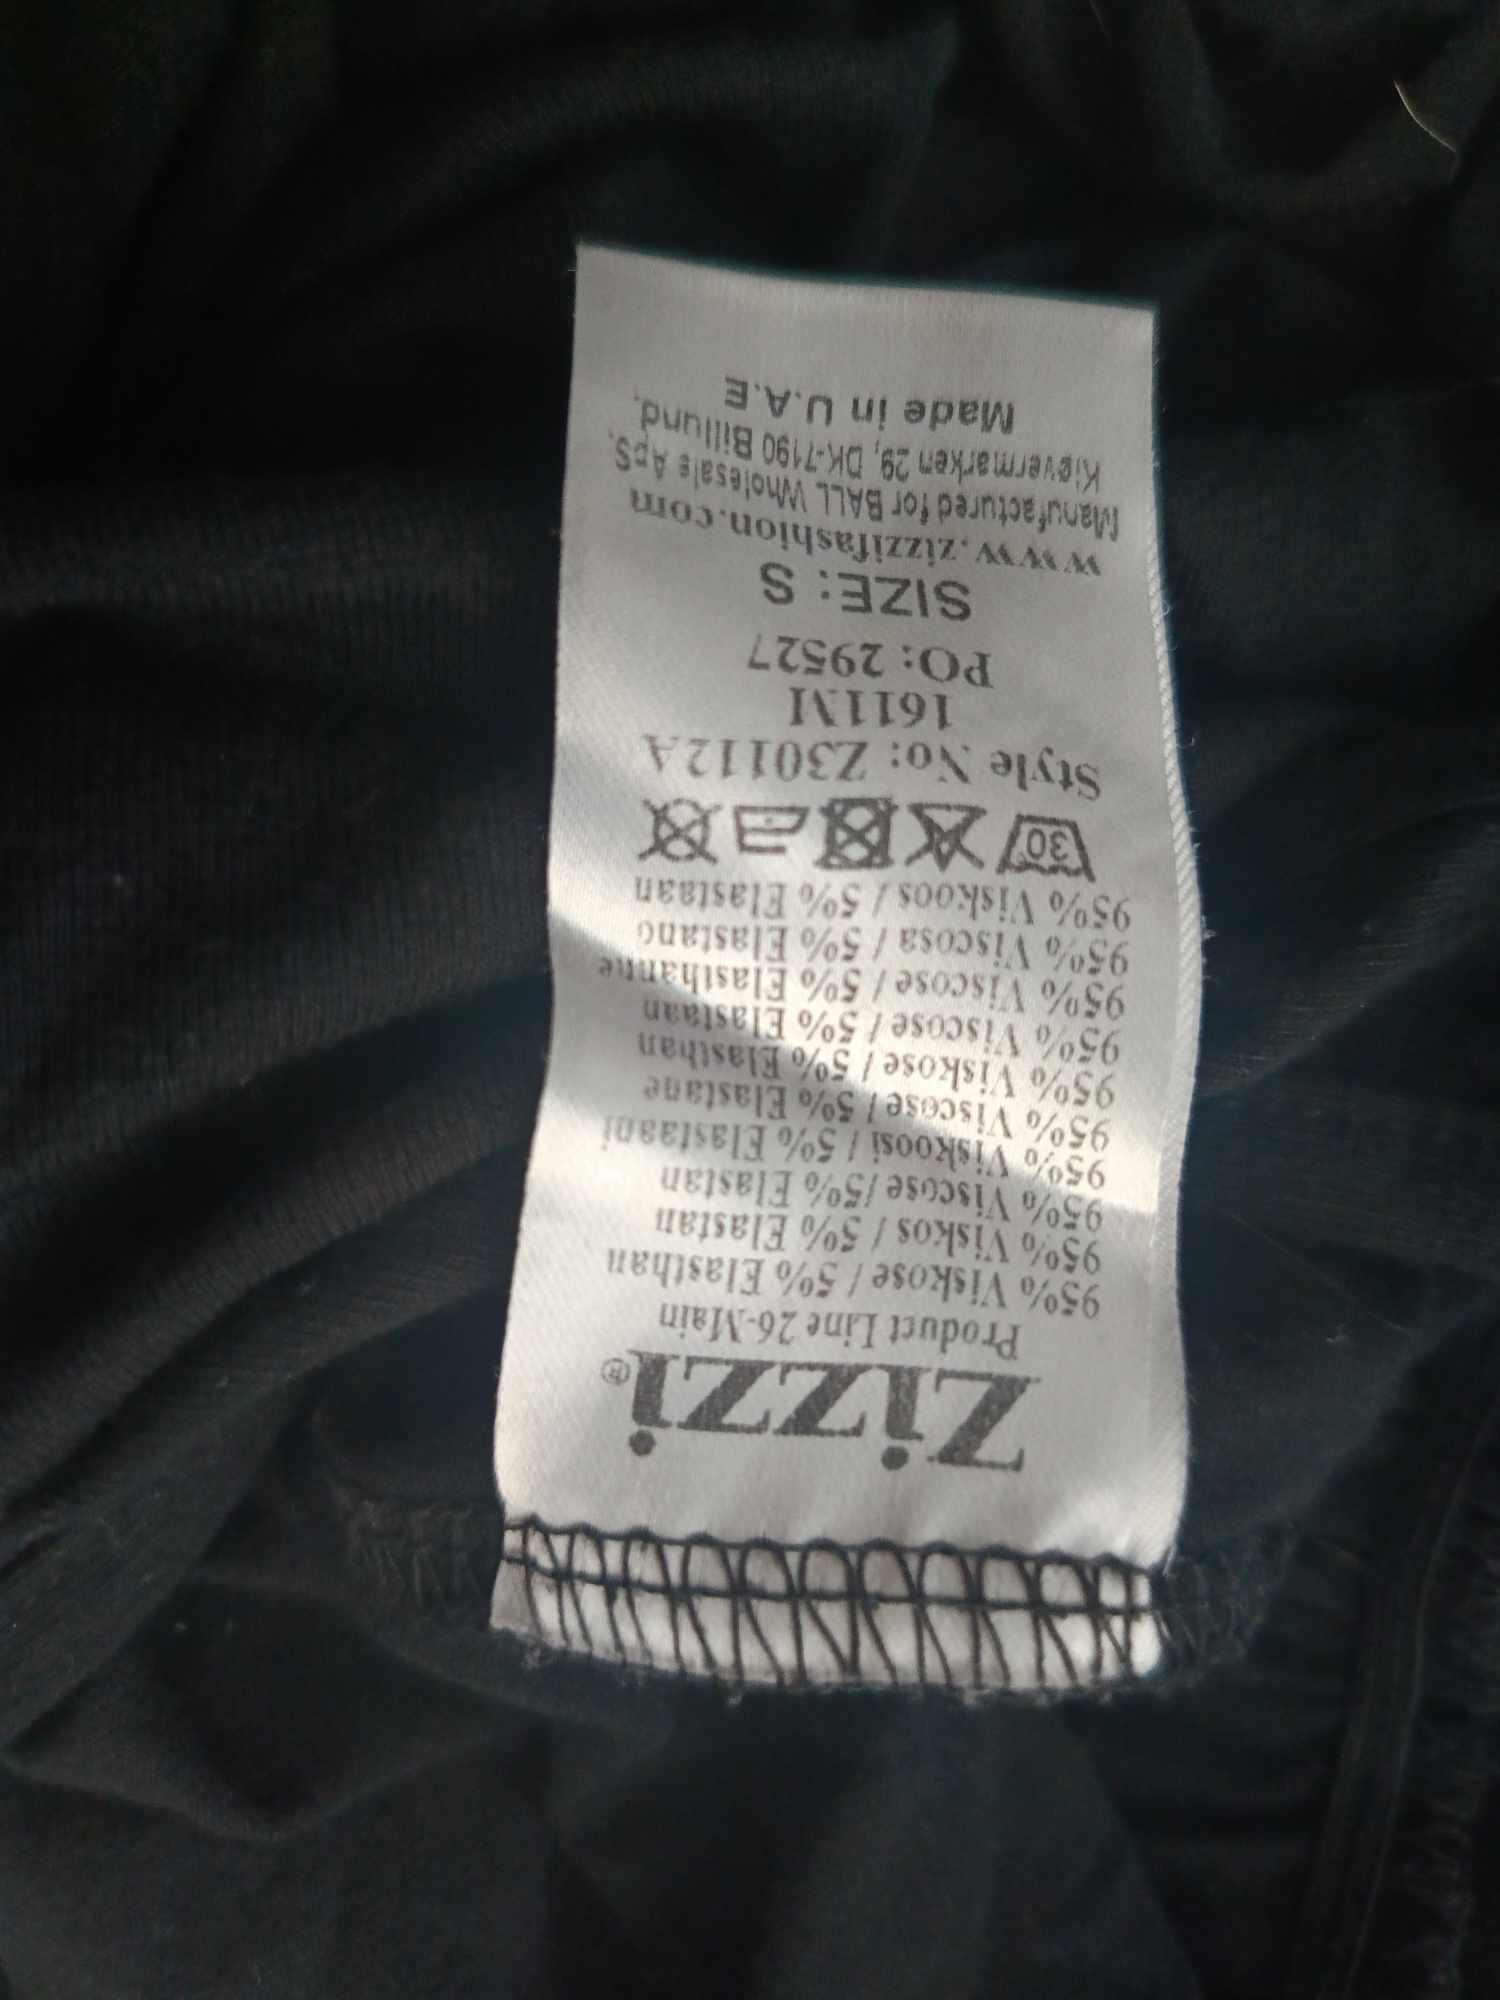 Zizzi®
Product Line 26-Main
95% Viskose / 5% Elasthan
95% Viskos / 5% Elastan
95% Viscose /5% Elastan
95% Viskoosi / 5% Elastaani
95% Viscose / 5% Elastane
95% Viskose / 5% Elasthan
95% Viscose / 5% Elastaan
95% Viscose / 5% Elasthanne
95% Viscosa / 5% Elastano
95% Viskoos / 5% Elastaan
30
Style No: Z30112A
1611M
PO: 29527
SIZE: S
www.zizzifashion.com
Manufactured for BALL Wholesale ApS,
Kløvermarken 29, DK-7190 Billund,
Made in U.A.E